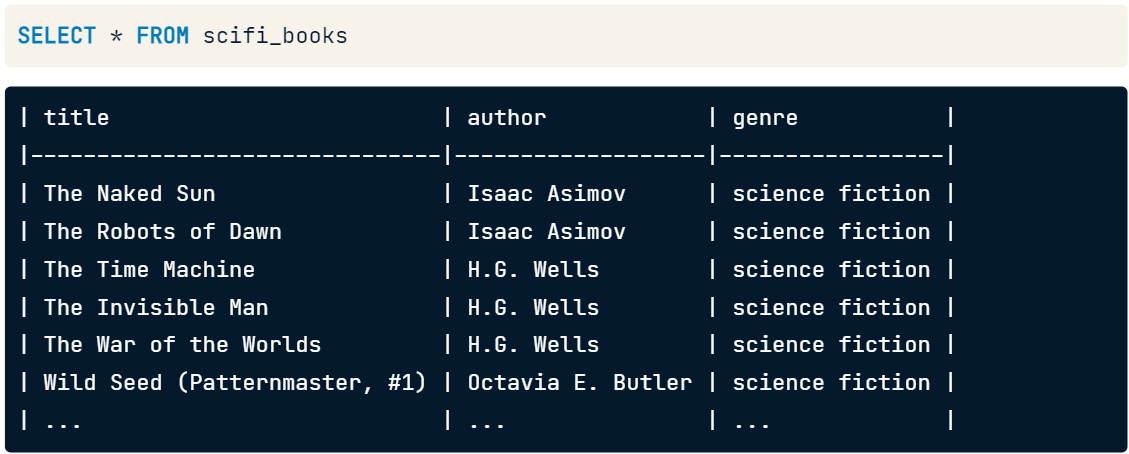 SELECT * FROM scifi_books
| title                         | author            | genre           |
|-------------------------------|-------------------|-----------------|
| The Naked Sun                 | Isaac Asimov      | science fiction |
| The Robots of Dawn            | Isaac Asimov      | science fiction |
| The Time Machine              | H.G. Wells        | science fiction |
| The Invisible Man             | H.G. Wells        | science fiction |
| The War of the Worlds         | H.G. Wells        | science fiction |
| Wild Seed (Patternmaster, #1) | Octavia E. Butler | science fiction |
| ...                           | ...               | ...             |